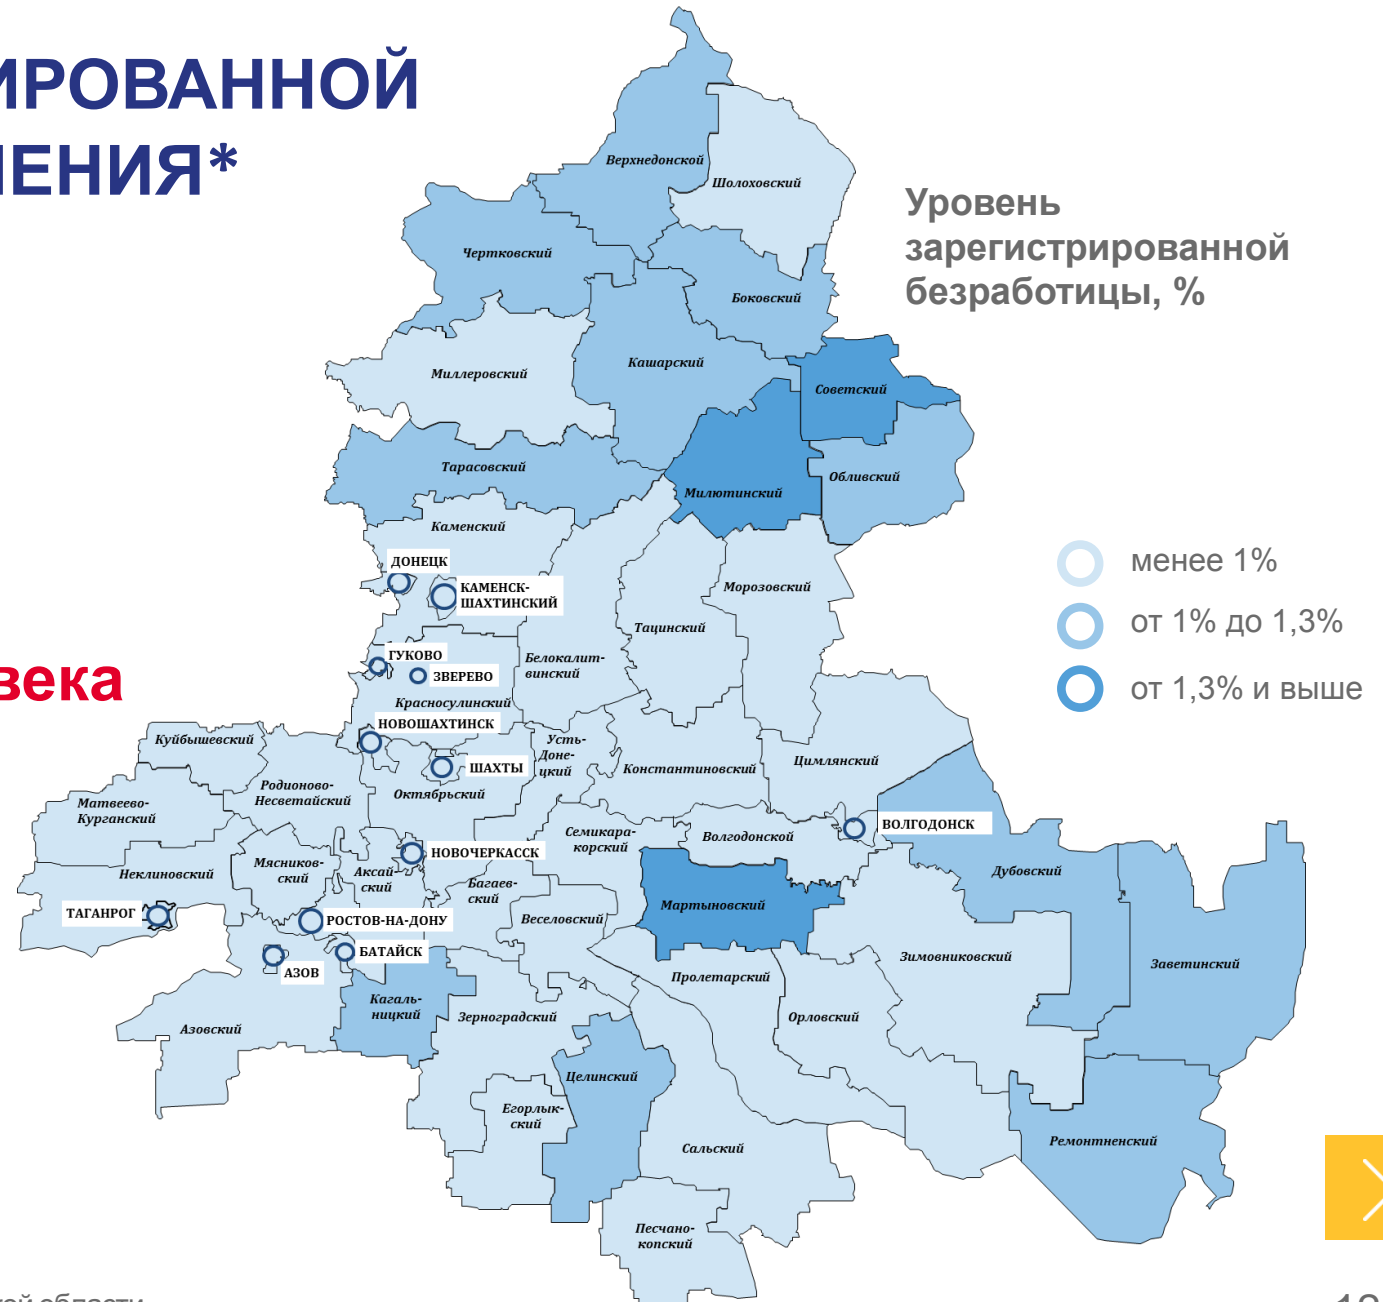 ИРОВАННОЙ
ЕНИЯ*
Уровень
зарегистрированной
безработицы, %
Верхнедонской
Шолоховский
Чертковский
Боковский
Кашарский
Миллеровский
Советский
Тарасовский
Милютинский
Обливский
Каменский
ДОНЕЦК
КАМЕНСК-
ШАХТИНСКИЙ
менее 1%
от 1% до 1,3%
от 1,3% и выше
Морозовский
Тацинский
ГУКОВО
ЗВЕРЕВО
Белокалит-
винский
века
Красносулинский
НОВОШАХТИНСК
Куйбышевский
Усть-
Доне-
цкий
ШАХТЫ
Константиновский
Цимлянский
Родионово-
Несветайский
Октябрьский
Матвеево-
Курганский
Семикара-
корский
Волгодонской
ВОЛГОДОНСК
НОВОЧЕРКАССК
Мясников-
ский
Аксай-
ский
Неклиновский
Дубовский
Багаев-
ский
Веселовский
Мартыновский
ТАГАНРОГ
РОСТОВ-НА-ДОНУ
БАТАЙСК
АЗОВ
Зимовниковский
Заветинский
Пролетарский
Кагаль-
ницкий
Зерноградский
Орловский
Азовский
Целинский
Егорлык-
ский
Сальский
Ремонтненский
Песчано-
копский